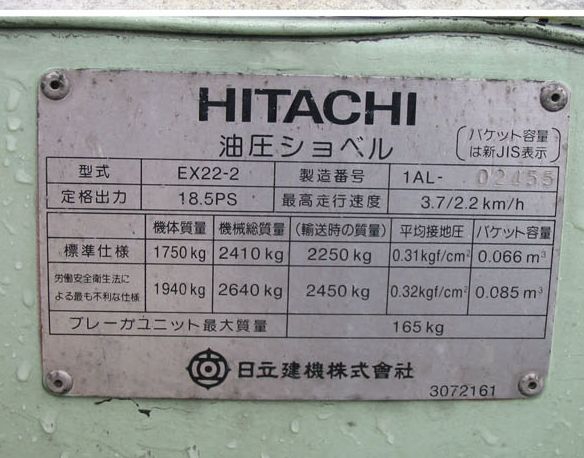 HITACHI
油圧ショベル
(バケット容量
は新JIS表示)
型式 EX22-2 製造番号 1AL- 02455
定格出力 18.5PS 最高走行速度 3.7/2.2 km/h
機体質量 機械総質量 (輸送時の質量) 平均接地圧 バケット容量
標準仕様 1750 kg 2410 kg 2250 kg 0.31kgf/cm² 0.066 m³
労働安全衛生法に
よる最も不利な仕様 1940 kg 2640 kg 2450 kg 0.32kgf/cm² 0.085 m³
ブレーカユニット最大質量 165 kg
日立建機株式會社
3072161